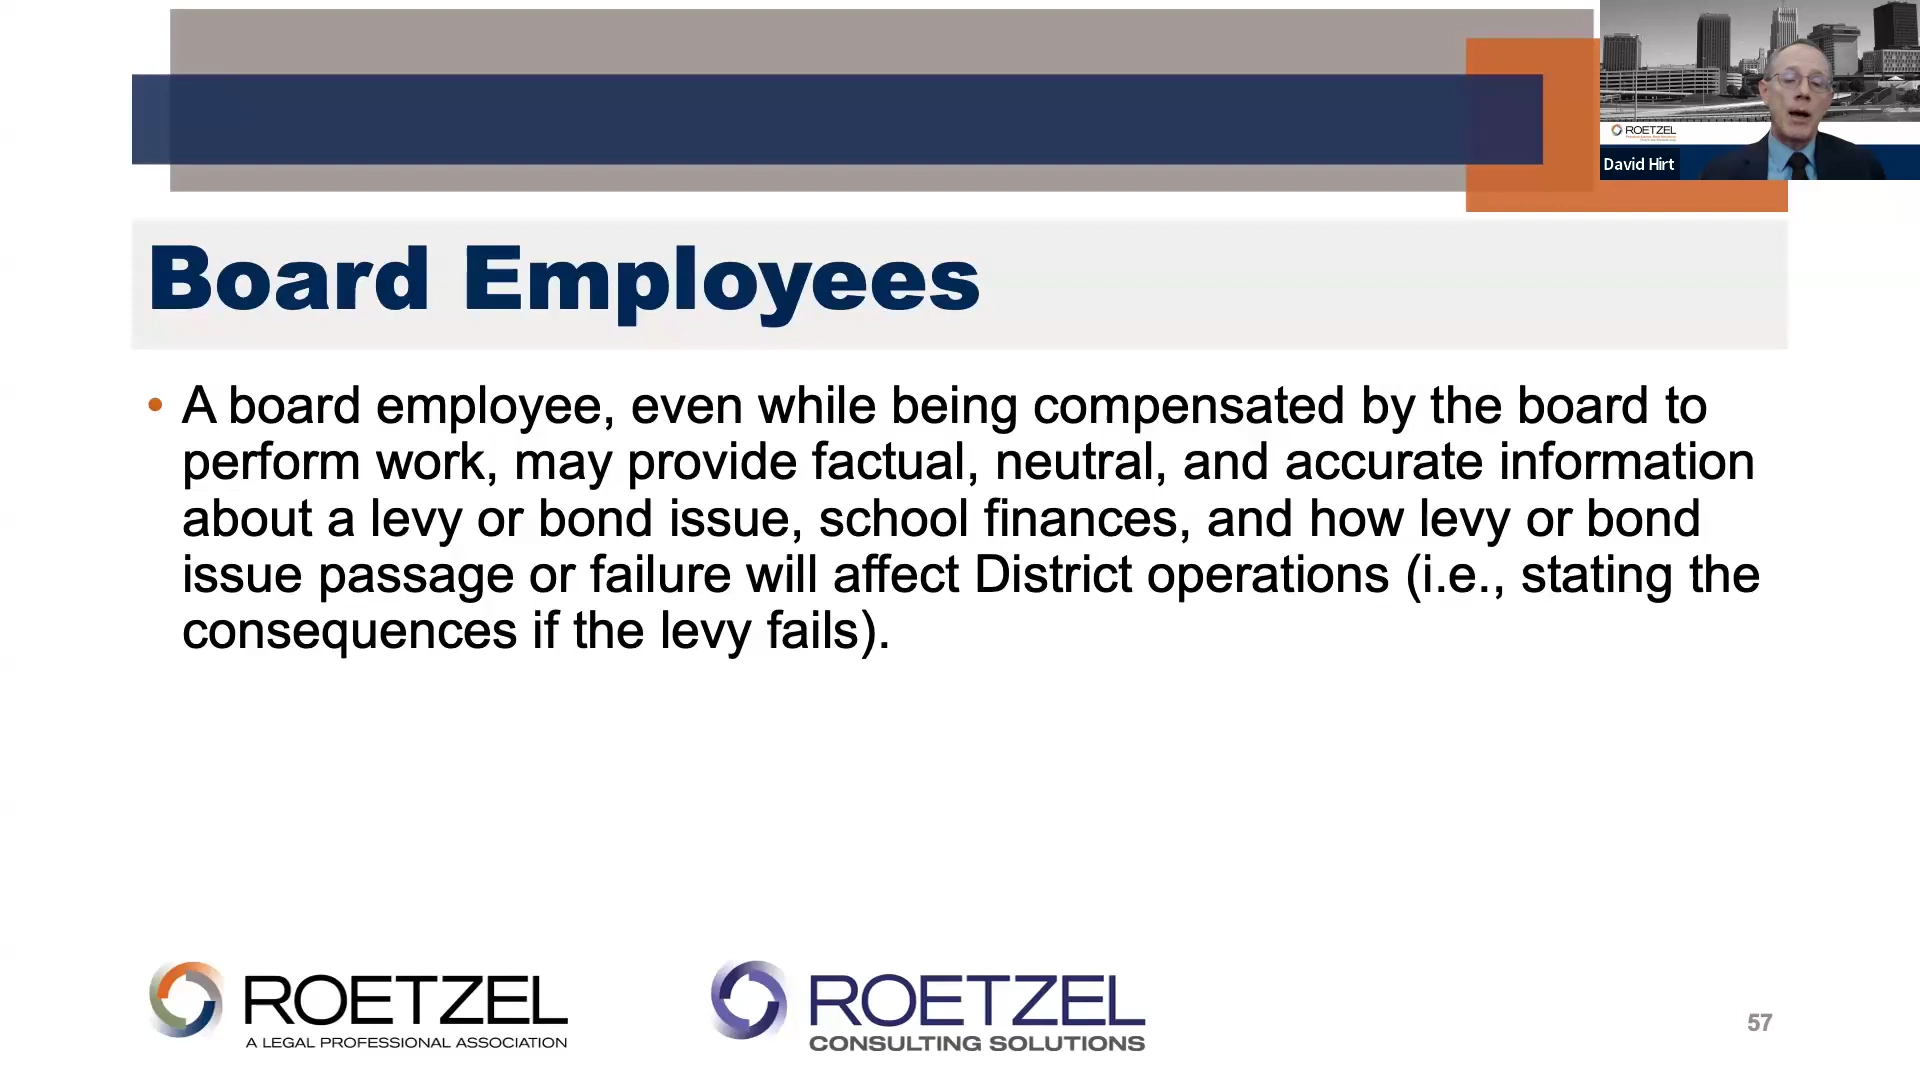 ROETZEL
David Hirt
Board Employees
• A board employee, even while being compensated by the board to
perform work, may provide factual, neutral, and accurate information
about a levy or bond issue, school finances, and how levy or bond
issue passage or failure will affect District operations (i.e., stating the
consequences if the levy fails).
ROETZEL
A LEGAL PROFESSIONAL ASSOCIATION
ROETZEL
CONSULTING SOLUTIONS
57